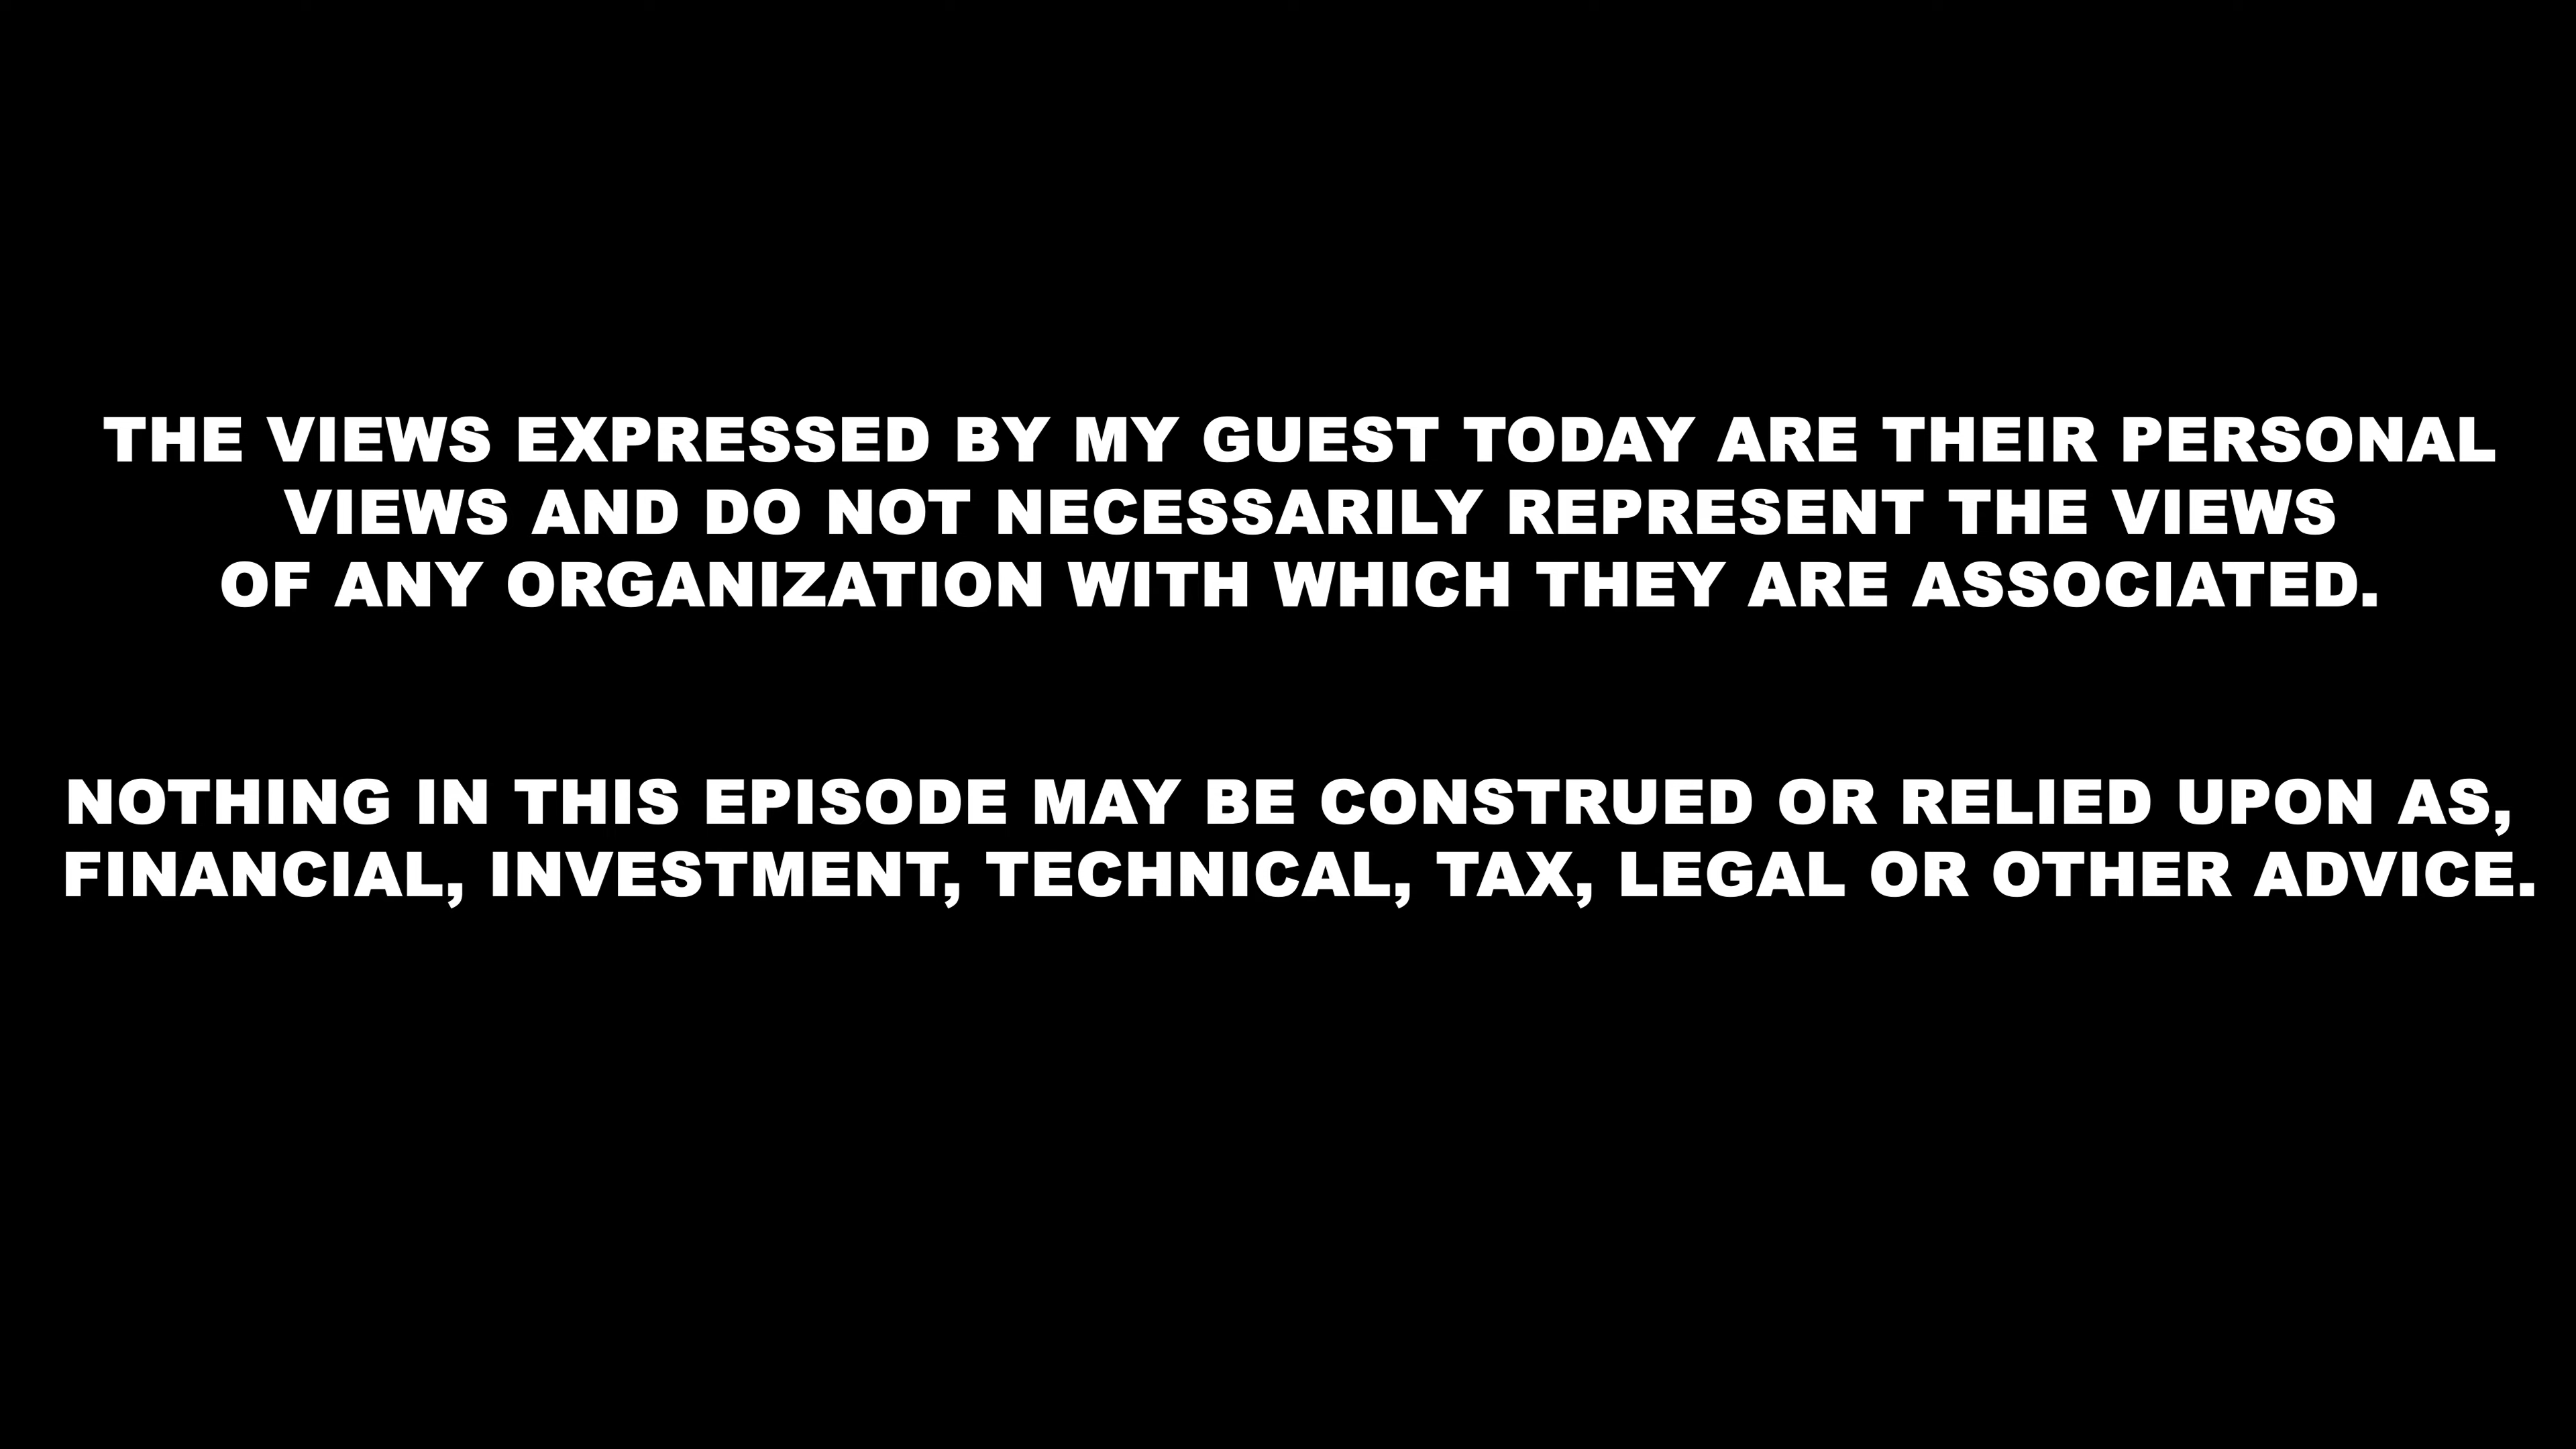 THE VIEWS EXPRESSED BY MY GUEST TODAY ARE THEIR PERSONAL
VIEWS AND DO NOT NECESSARILY REPRESENT THE VIEWS
OF ANY ORGANIZATION WITH WHICH THEY ARE ASSOCIATED.
NOTHING IN THIS EPISODE MAY BE CONSTRUED OR RELIED UPON AS,
FINANCIAL, INVESTMENT, TECHNICAL, TAX, LEGAL OR OTHER ADVICE.